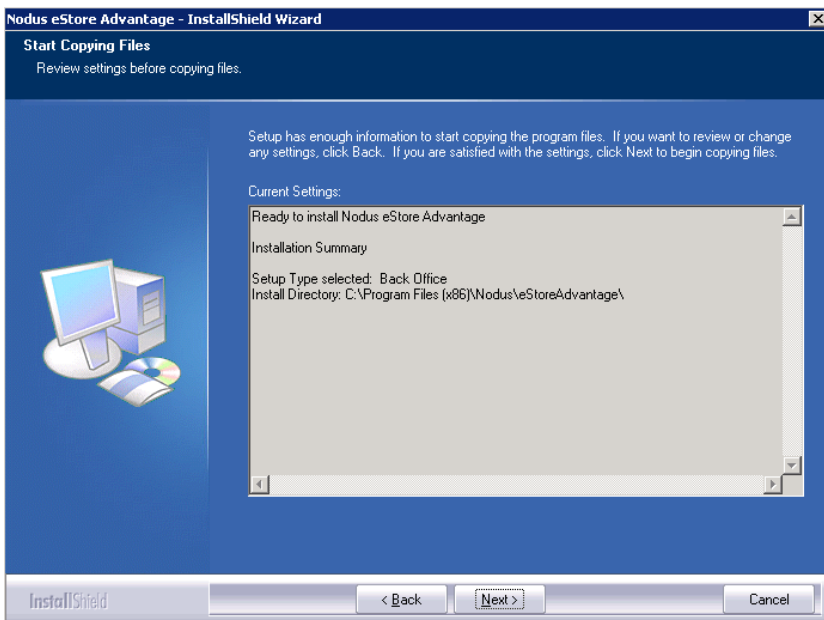 Nodus eStore Advantage - InstallShield Wizard
Start Copying Files
Review settings before copying files.
Setup has enough information to start copying the program files. If you want to review or change
any settings, click Back. If you are satisfied with the settings, click Next to begin copying files.
Current Settings:
Ready to install Nodus eStore Advantage
Installation Summary
Setup Type selected: Back Office
Install Directory: C:\Program Files (x86)\Nodus\eStoreAdvantage\
InstallShield
< Back
Next >
Cancel